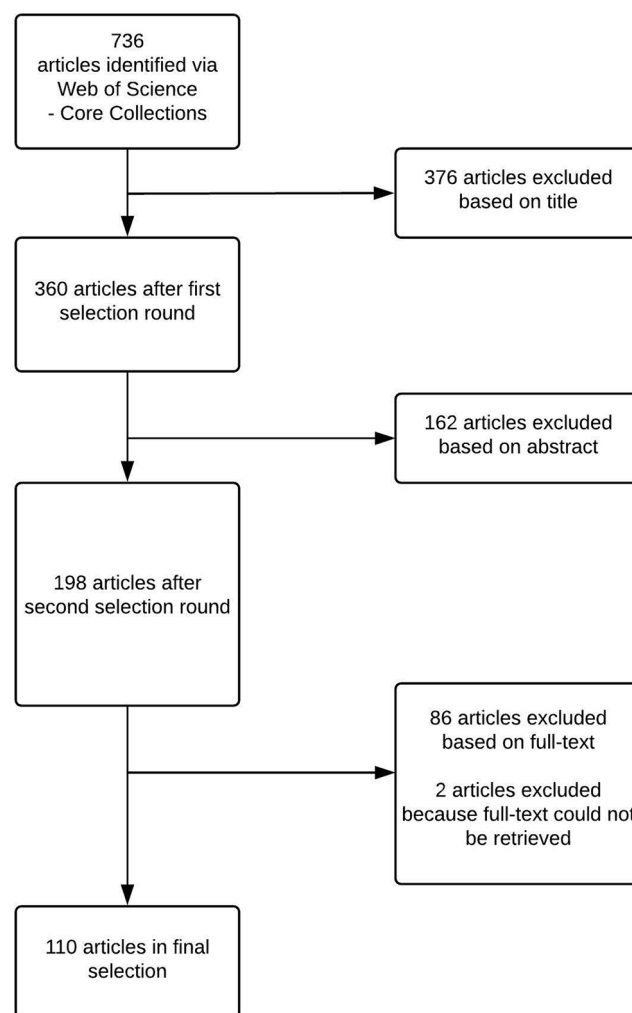 736
articles identified via
Web of Science
- Core Collections
376 articles excluded
based on title
360 articles after first
selection round
162 articles excluded
based on abstract
198 articles after
second selection round
86 articles excluded
based on full-text
2 articles excluded
because full-text could not
be retrieved
110 articles in final
selection